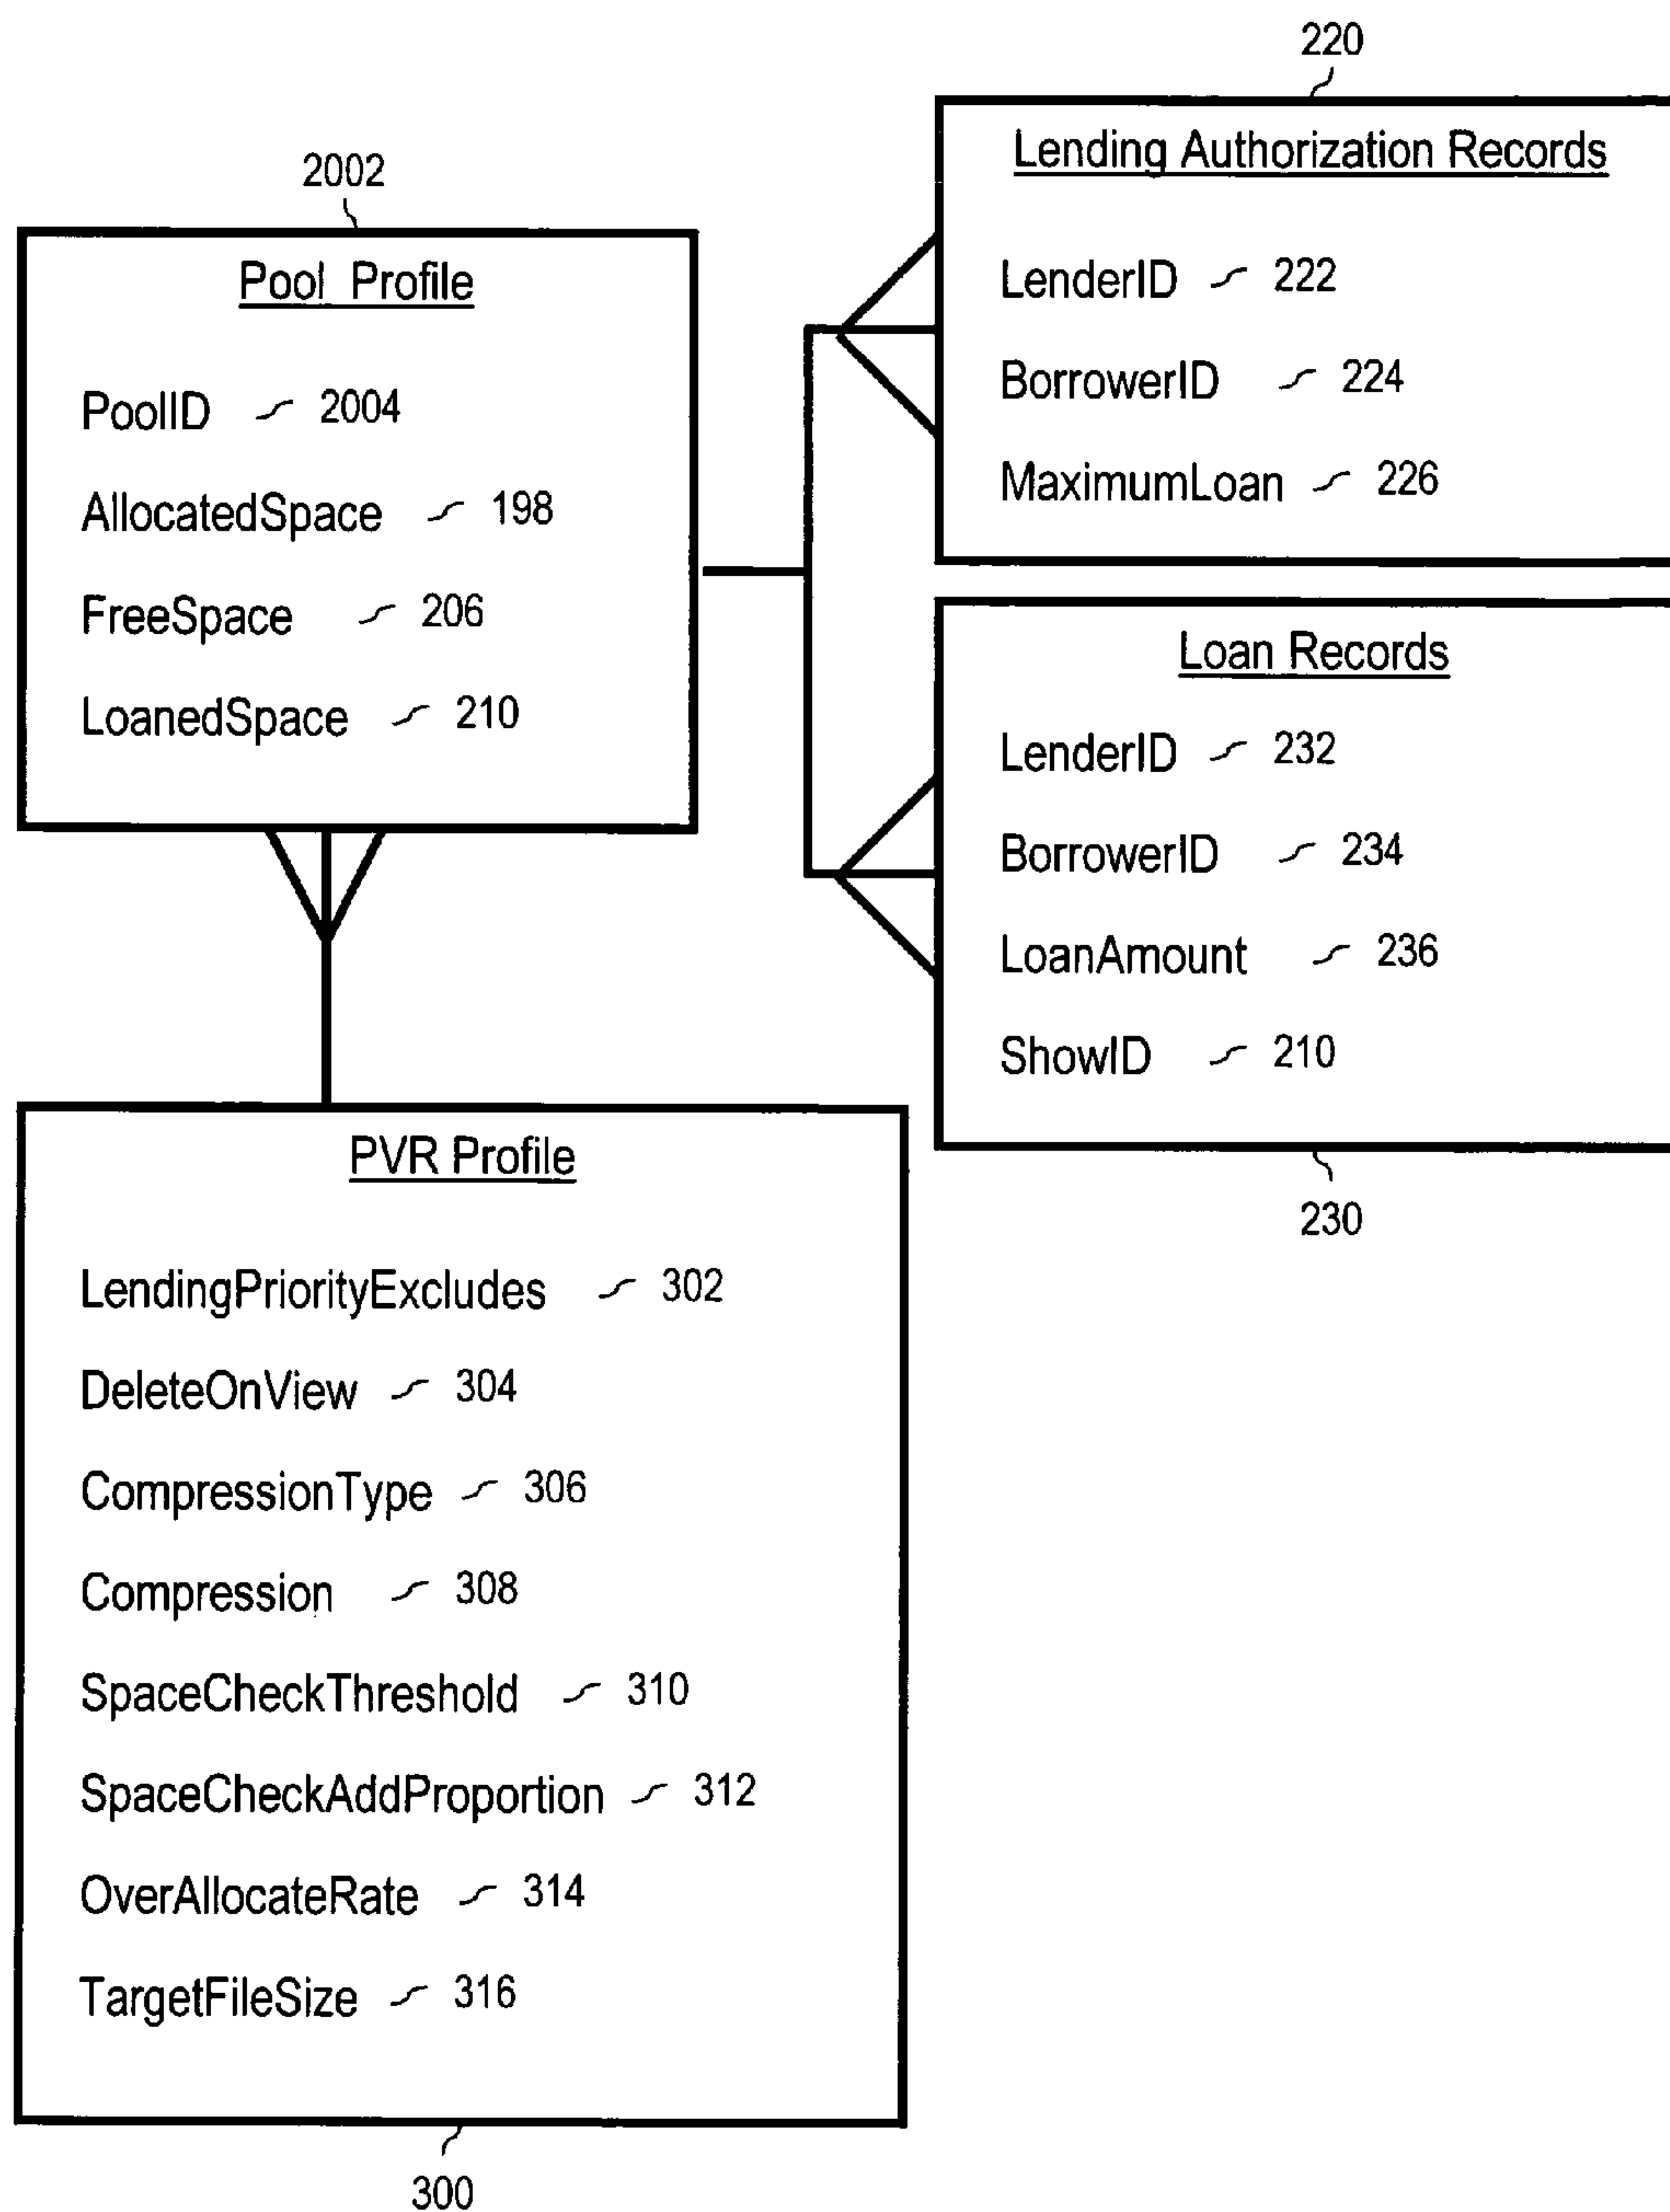 2002
Pool Profile
PoolID 2004
AllocatedSpace 198
FreeSpace 206
LoanedSpace 210
220
Lending Authorization Records
LenderID 222
BorrowerID 224
MaximumLoan 226
Loan Records
LenderID 232
BorrowerID 234
LoanAmount 236
ShowID 210
230
PVR Profile
LendingPriorityExcludes 302
DeleteOnView 304
CompressionType 306
Compression 308
SpaceCheckThreshold 310
SpaceCheckAddProportion 312
OverAllocateRate 314
TargetFileSize 316
300